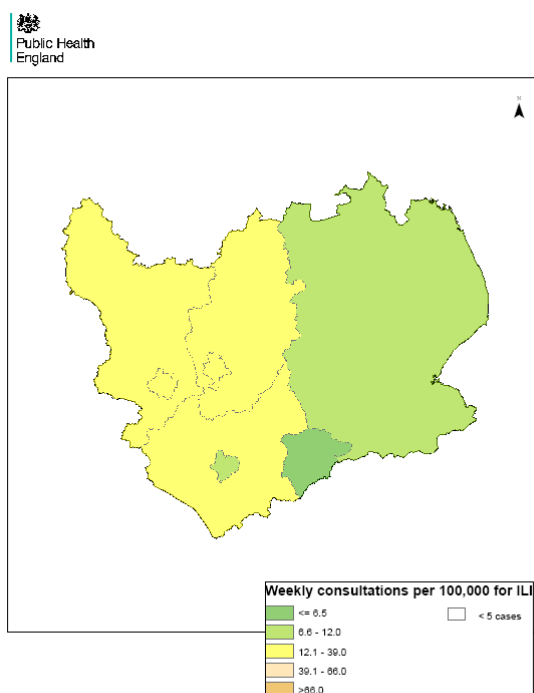 Public Health
England
N
Weekly consultations per 100,000 for ILI
<= 6.5
< 5 cases
6.6 - 12.0
12.1 - 39.0
39.1 - 66.0
>66.0